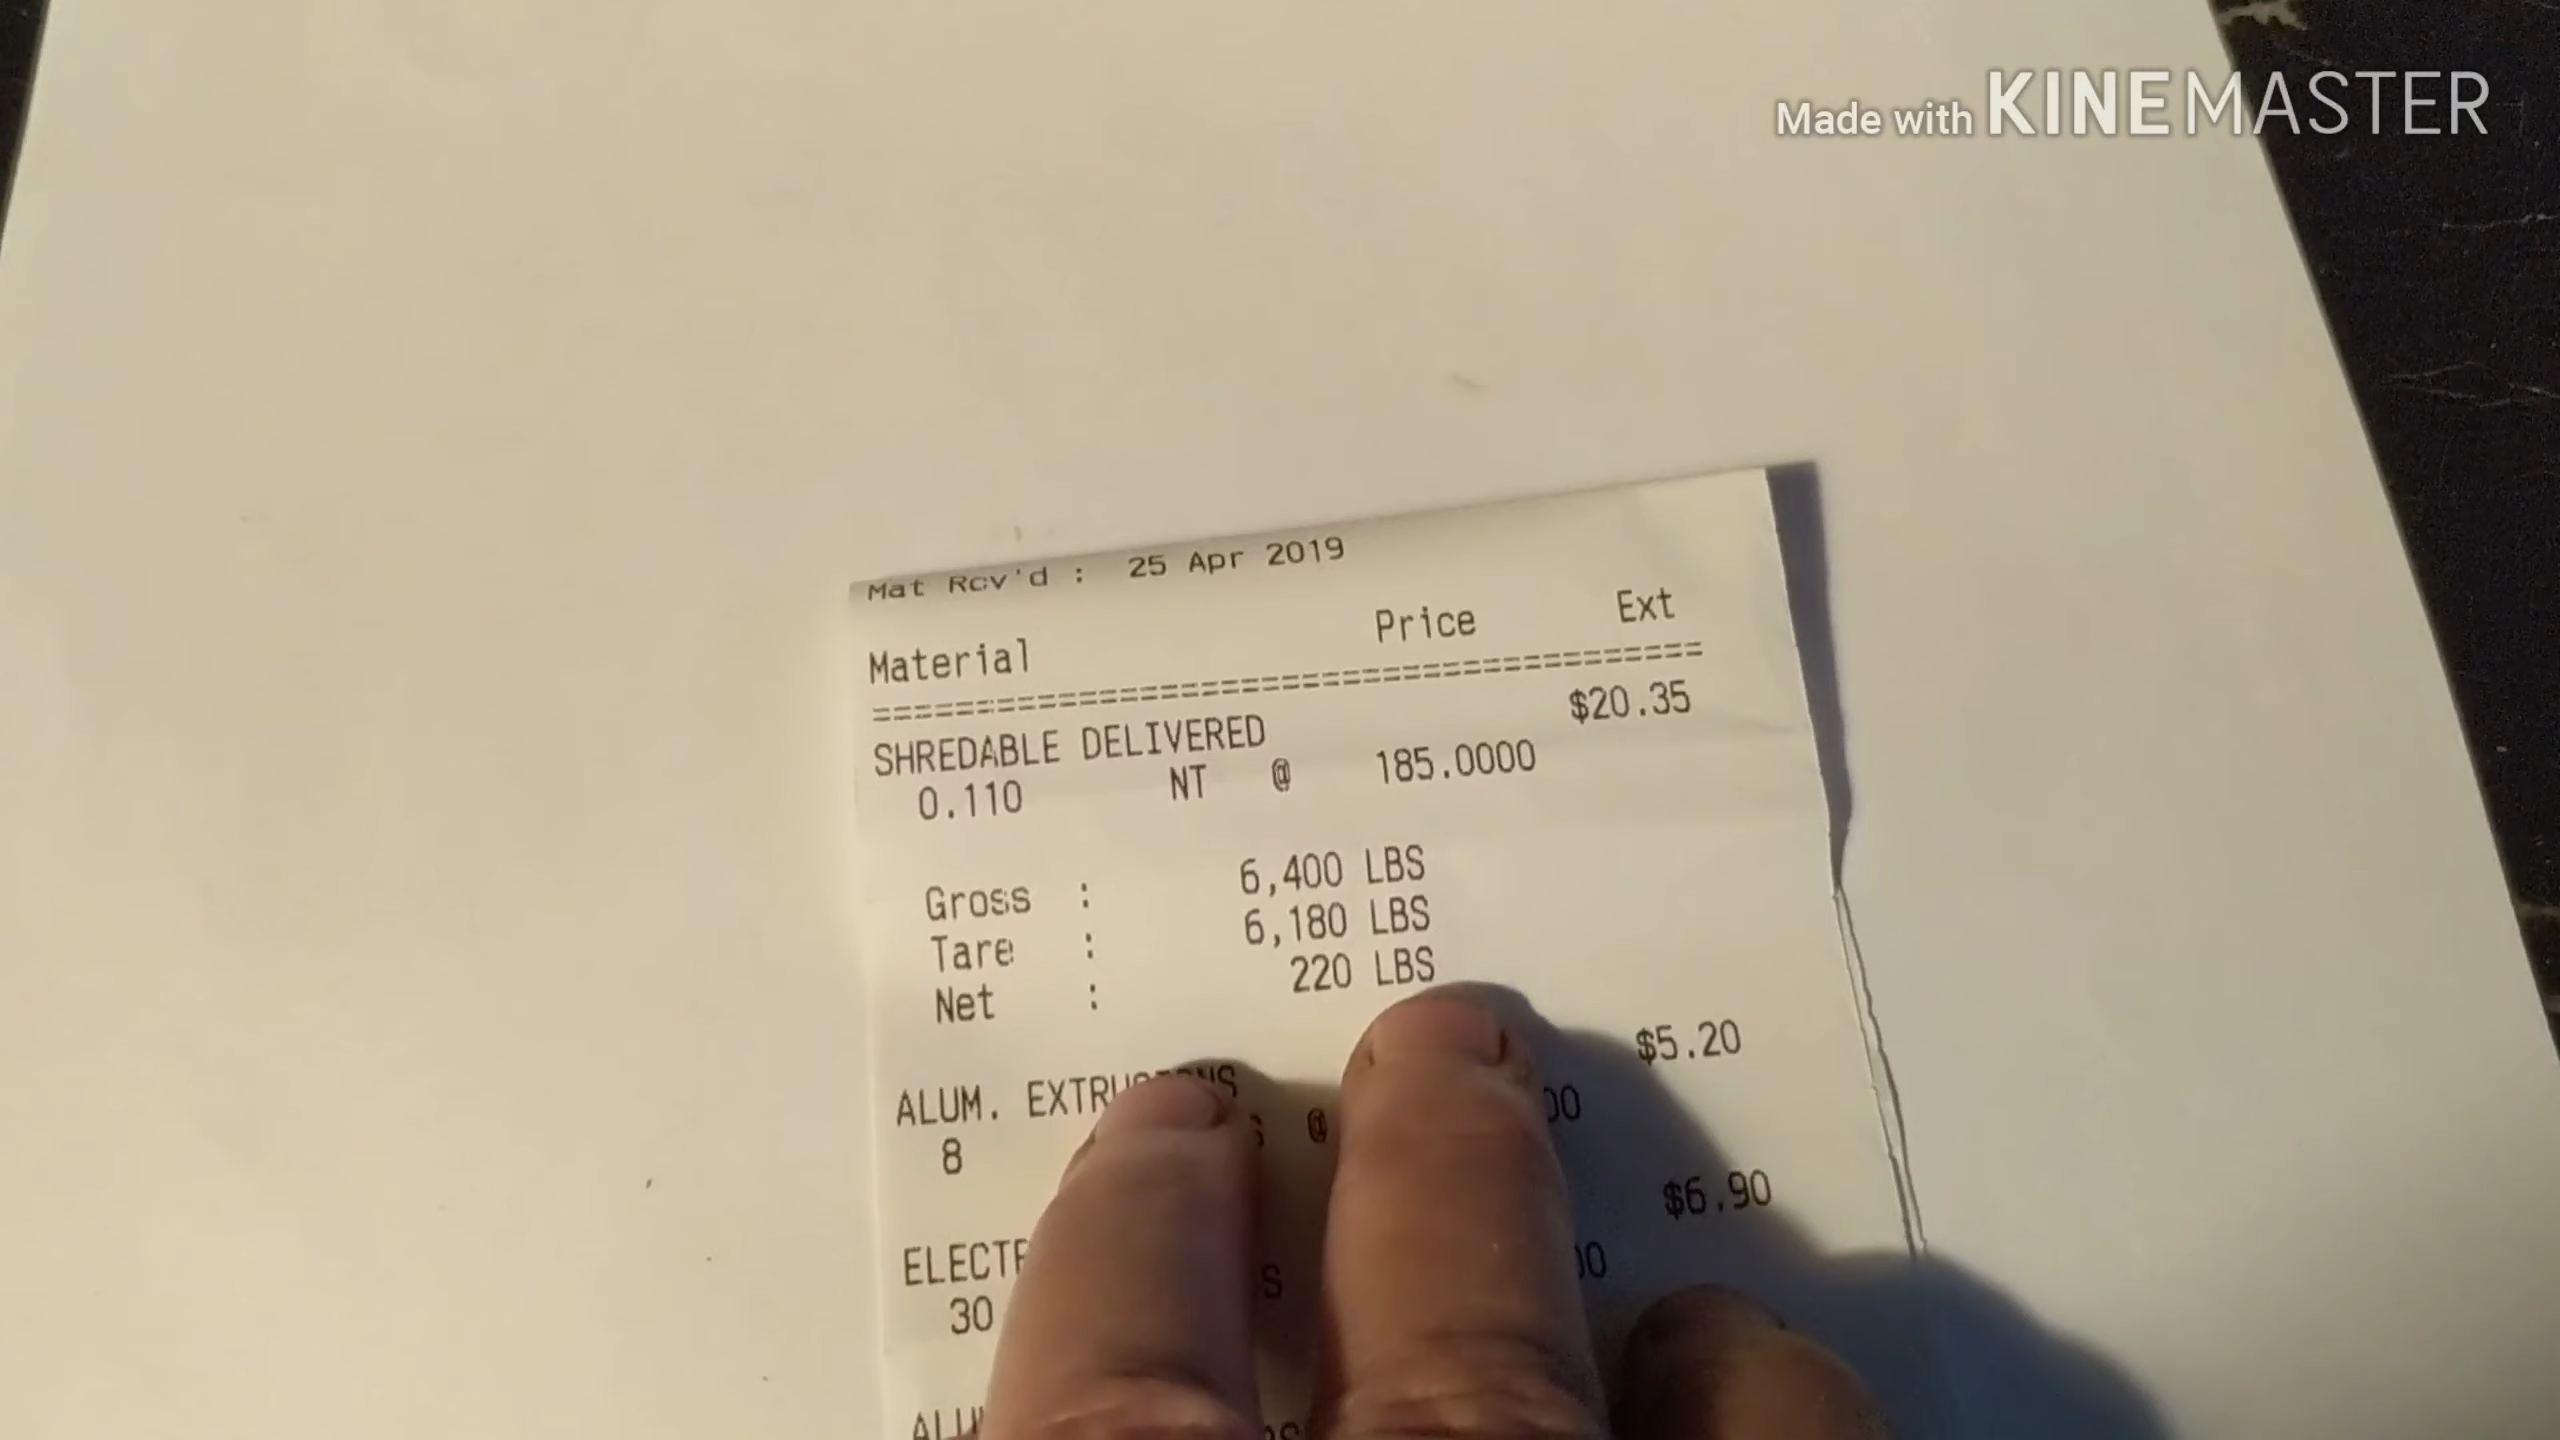 Made with KINEMASTER
Mat Rcv'd : 25 Apr 2019
Material Price Ext
==========================================
SHREDABLE DELIVERED $20.35
0.110 NT @ 185.0000
Gross : 6,400 LBS
Tare : 6,180 LBS
Net : 220 LBS
ALUM. $5.20
8 @
$6.90
30